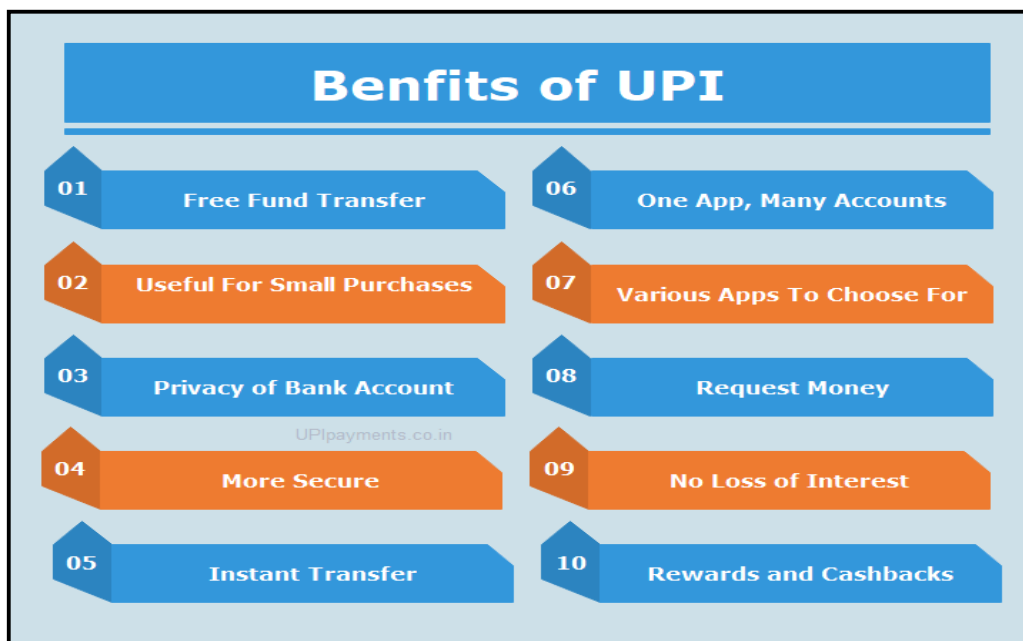 Benfits of UPI
01
Free Fund Transfer
02
Useful For Small Purchases
03
Privacy of Bank Account
UPIpayments.co.in
04
More Secure
05
Instant Transfer
06
One App, Many Accounts
07
Various Apps To Choose For
08
Request Money
09
No Loss of Interest
10
Rewards and Cashbacks